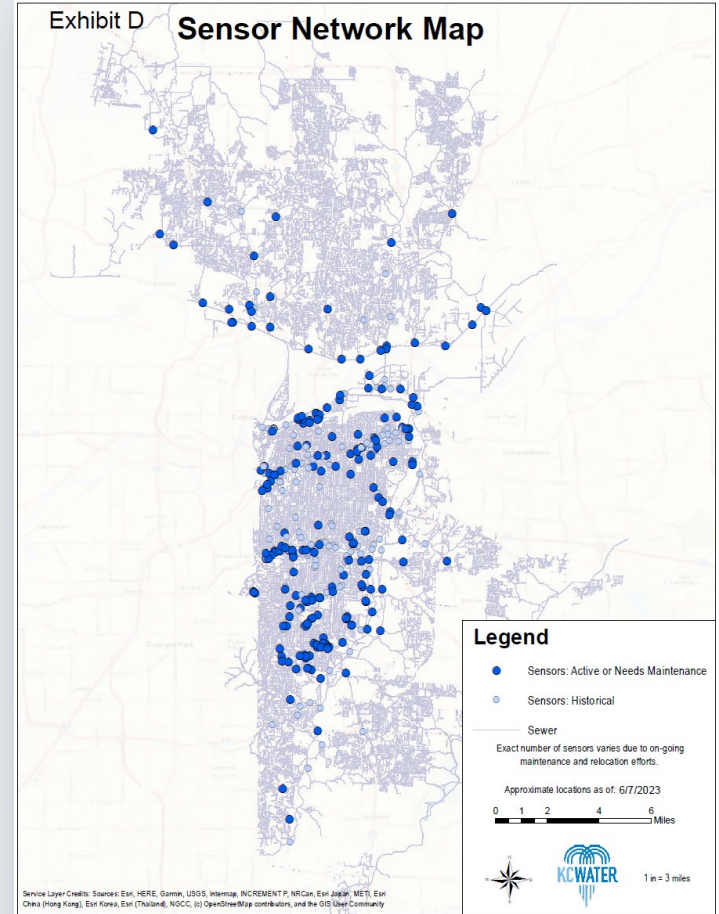 Exhibit D
Sensor Network Map
Legend
Sensors: Active or Needs Maintenance
Sensors: Historical
Sewer
Exact number of sensors varies due to on-going
maintenance and relocation efforts.
Approximate locations as of: 6/7/2023
0 1 2 4 6
Miles
N
W E
S
KCWATER
1 in = 3 miles
Service Layer Credits: Sources: Esri, HERE, Garmin, USGS, Intermap, INCREMENT P, NRCan, Esri Japan, METI, Esri
China (Hong Kong), Esri Korea, Esri (Thailand), NGCC, (c) OpenStreetMap contributors, and the GIS User Community